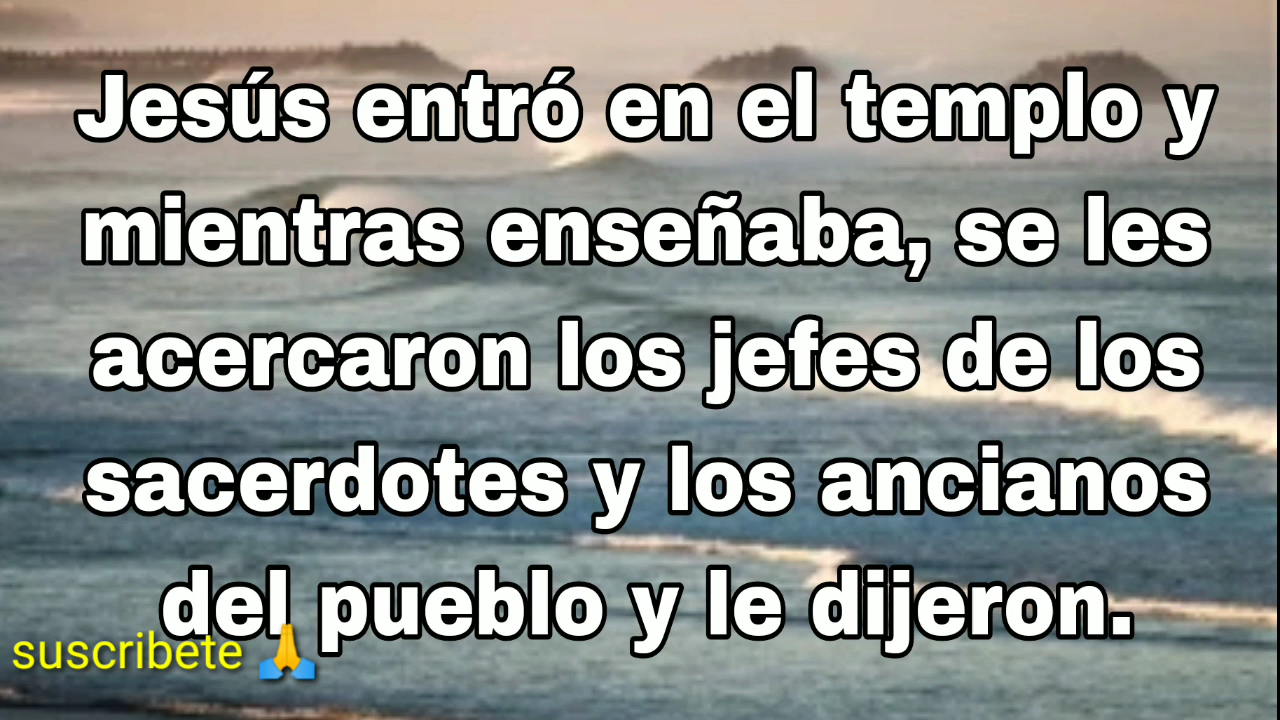 Jesús entró en el templo y
mientras enseñaba, se les
acercaron los jefes de los
sacerdotes y los ancianos
del pueblo y le dijeron.
suscribete 🙏